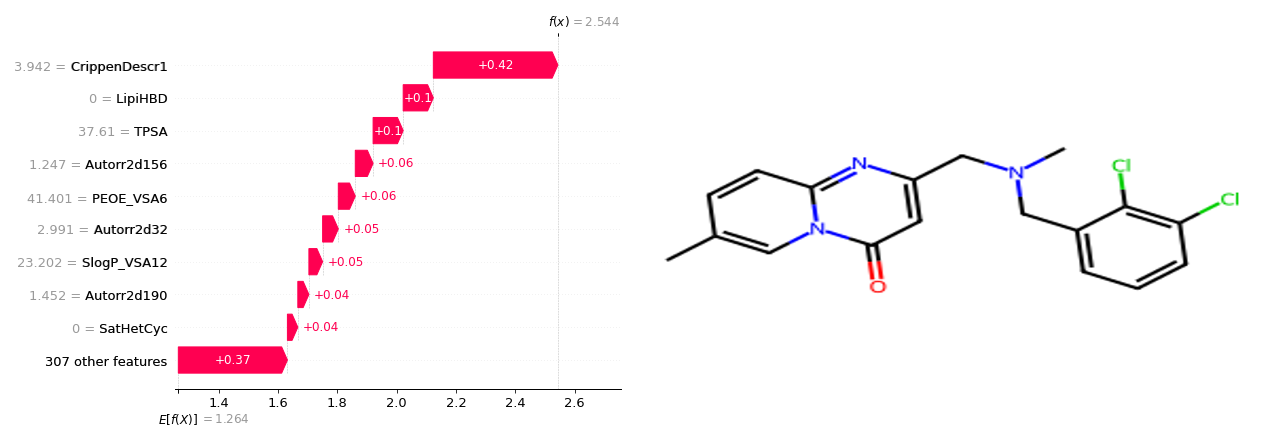 f(x) = 2.544
3.942 = CrippenDescr1
+0.42
0 = LipiHBD
+0.1
37.61 = TPSA
+0.1
1.247 = Autorr2d156
+0.06
41.401 = PEOE_VSA6
+0.06
2.991 = Autorr2d32
+0.05
23.202 = SlogP_VSA12
+0.05
1.452 = Autorr2d190
+0.04
0 = SatHetCyc
+0.04
307 other features
+0.37
1.4 1.6 1.8 2.0 2.2 2.4 2.6
E[f(X)] = 1.264
N
N
O
N
Cl
Cl